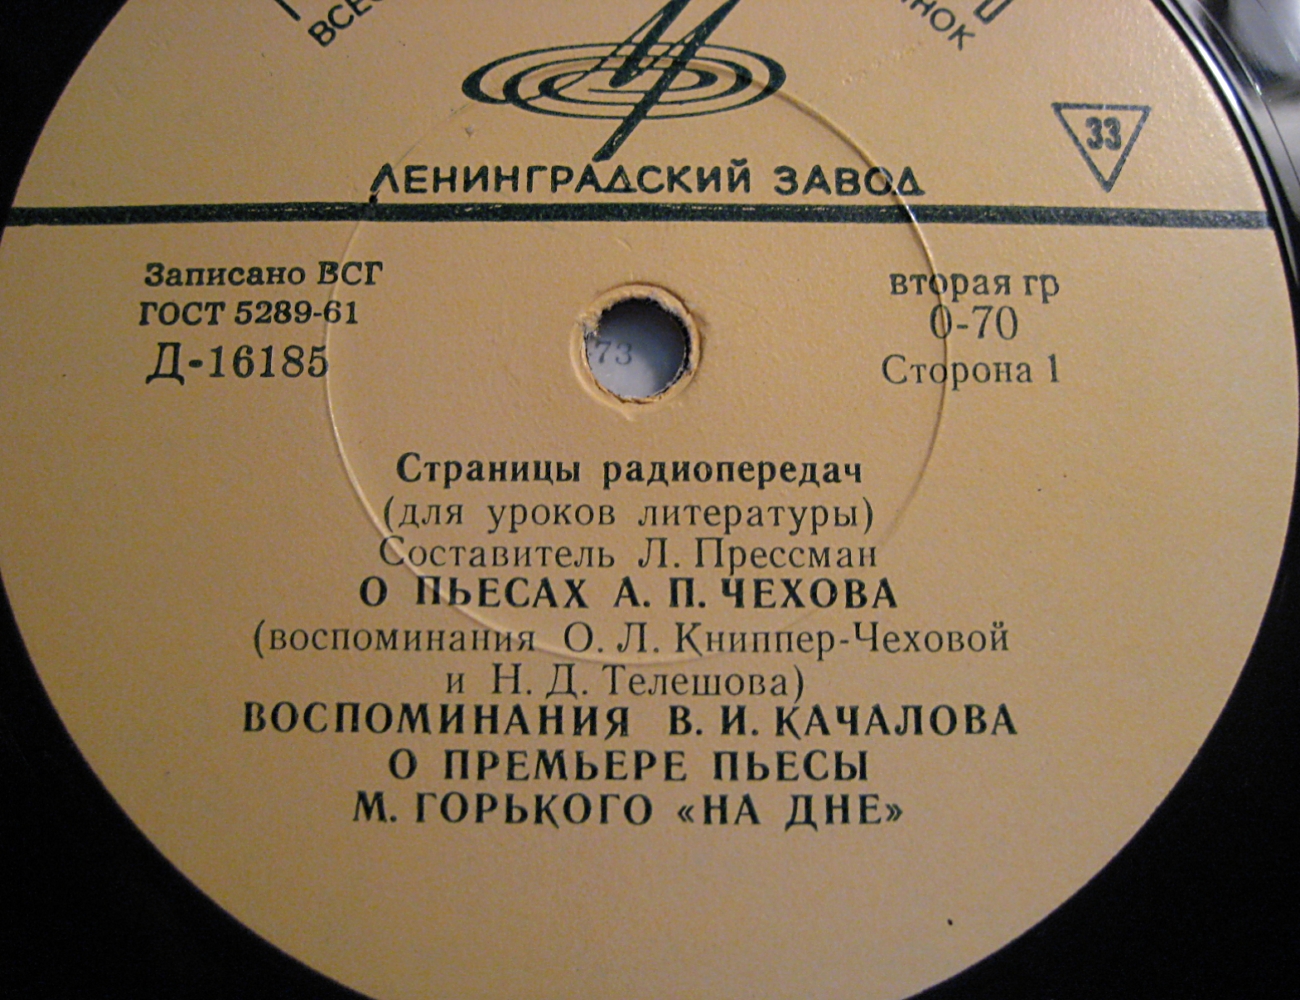 33
ЛЕНИНГРАДСКИЙ ЗАВОД
Записано ВСГ
ГОСТ 5289-61
Д-16185
вторая гр
0-70
Сторона 1
73
Страницы радиопередач
(для уроков литературы)
Составитель Л. Прессман
О ПЬЕСАХ А. П. ЧЕХОВА
(воспоминания О. Л. Книппер-Чеховой
и Н. Д. Телешова)
ВОСПОМИНАНИЯ В. И. КАЧАЛОВА
О ПРЕМЬЕРЕ ПЬЕСЫ
М. ГОРЬКОГО «НА ДНЕ»